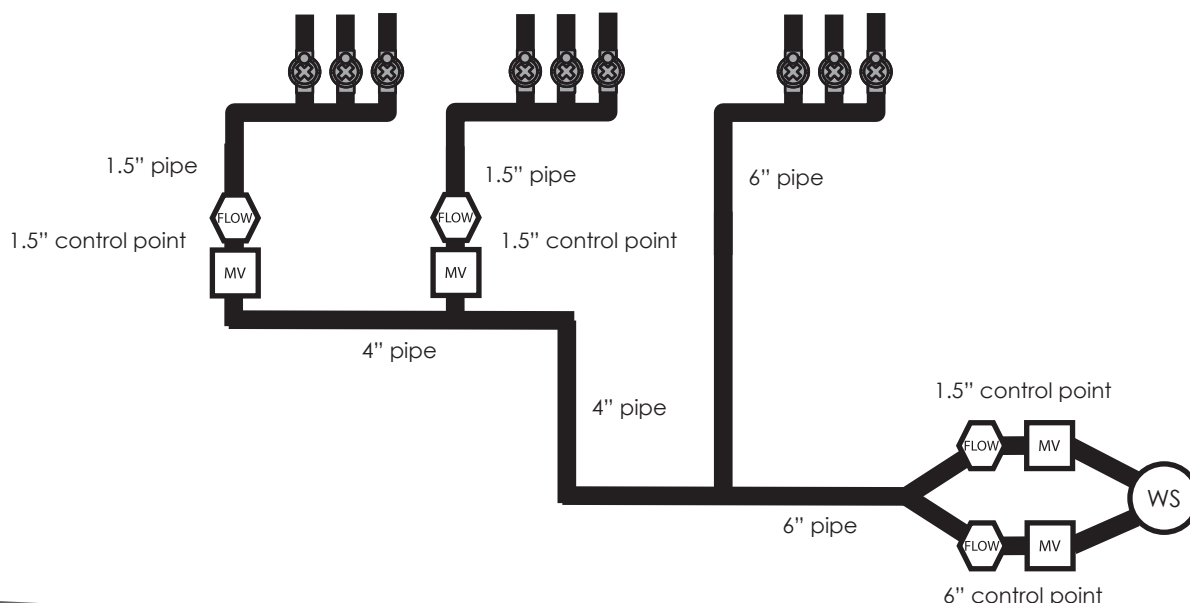 1.5” pipe
1.5” pipe
6” pipe
FLOW
FLOW
1.5” control point
1.5” control point
MV
MV
4” pipe
1.5” control point
4” pipe
FLOW
MV
WS
6” pipe
FLOW
MV
6” control point